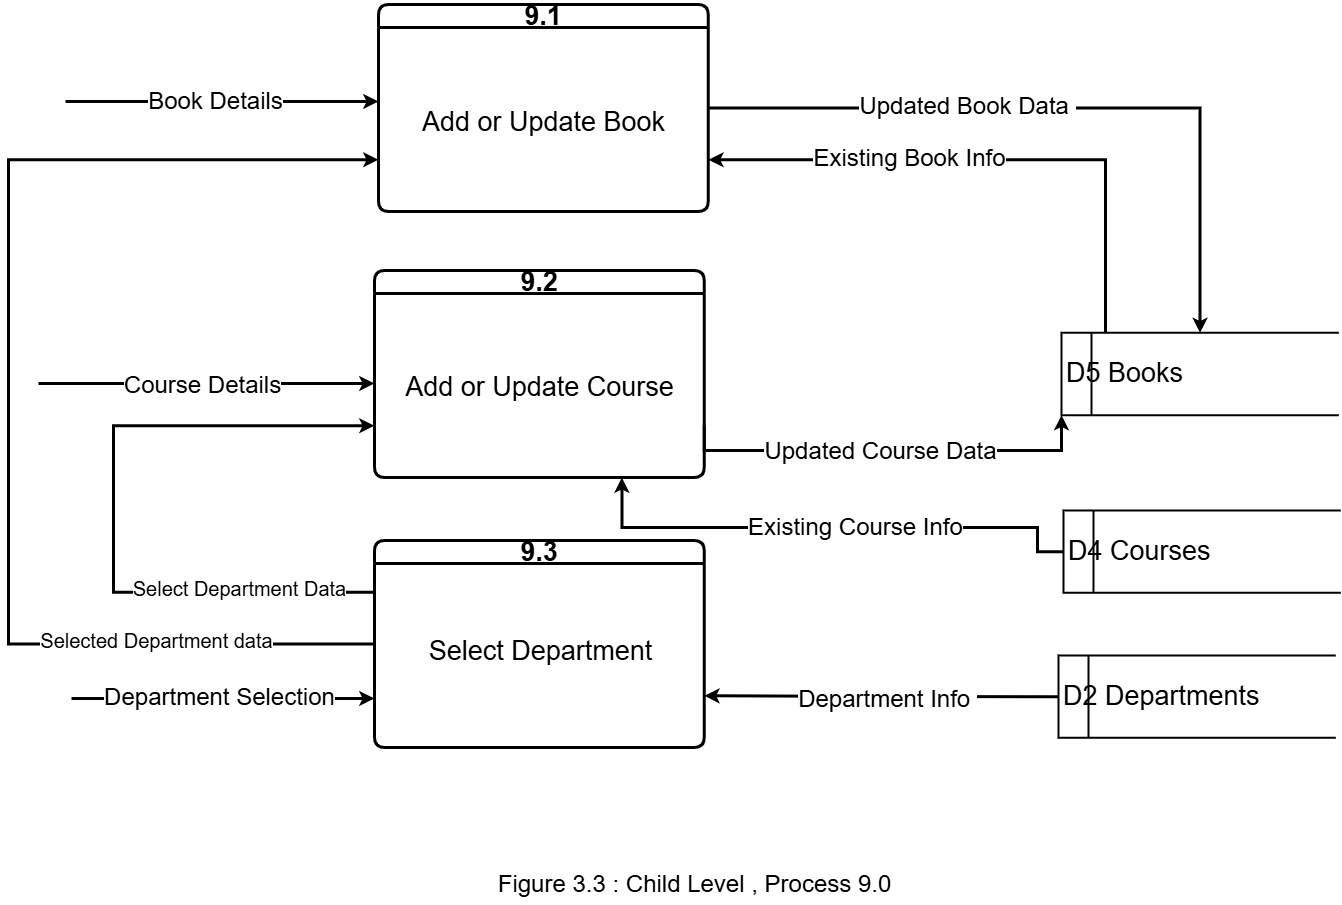 9.1
Book Details
Add or Update Book
Updated Book Data
Existing Book Info
9.2
D5 Books
Course Details
Add or Update Course
Updated Course Data
Existing Course Info
D4 Courses
9.3
Select Department Data
Selected Department data
Select Department
Department Selection
Department Info
D2 Departments
Figure 3.3 : Child Level , Process 9.0